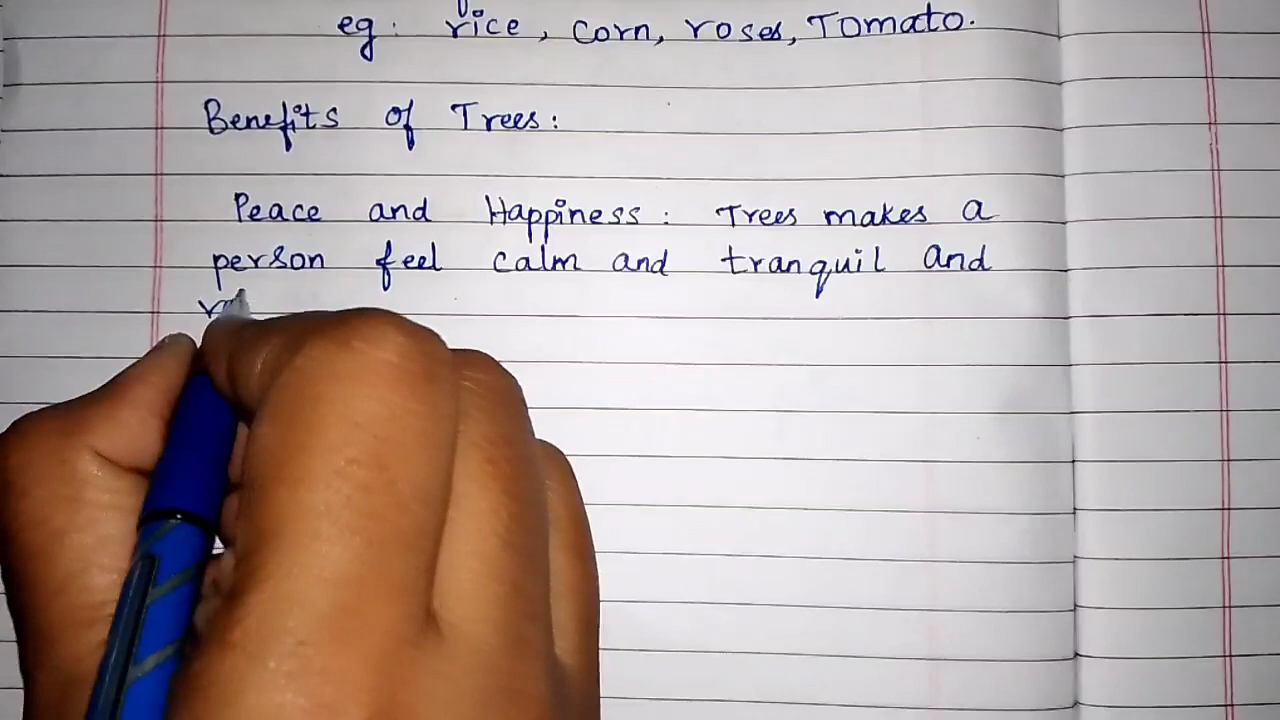 eg: rice, corn, roses, Tomato.
Benefits of Trees:
Peace and Happiness: Trees makes a
person feel calm and tranquil and